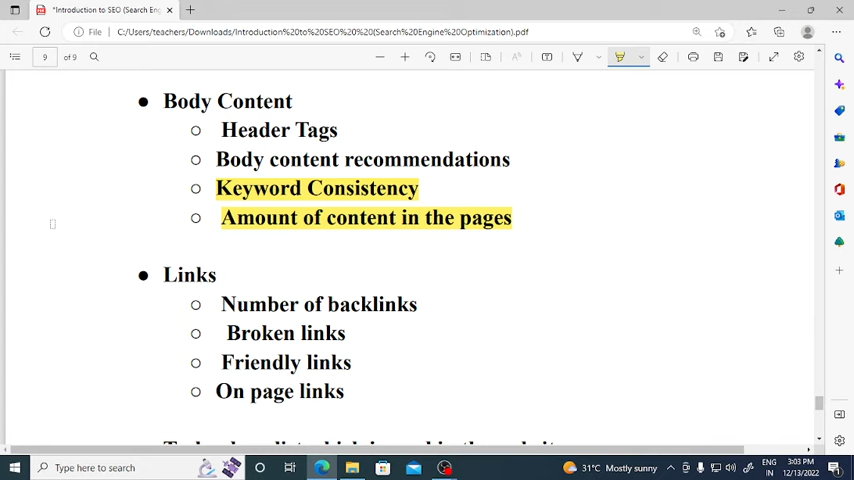 *Introduction to SEO (Search Eng
File
C:/Users/teachers/Downloads/Introduction%20to%20SEO%20%20(Search%20Engine%20Optimization).pdf
9 of 9
● Body Content
○ Header Tags
○ Body content recommendations
○ Keyword Consistency
○ Amount of content in the pages
● Links
○ Number of backlinks
○ Broken links
○ Friendly links
○ On page links
Type here to search
31°C Mostly sunny
ENG 3:03 PM
IN 12/13/2022